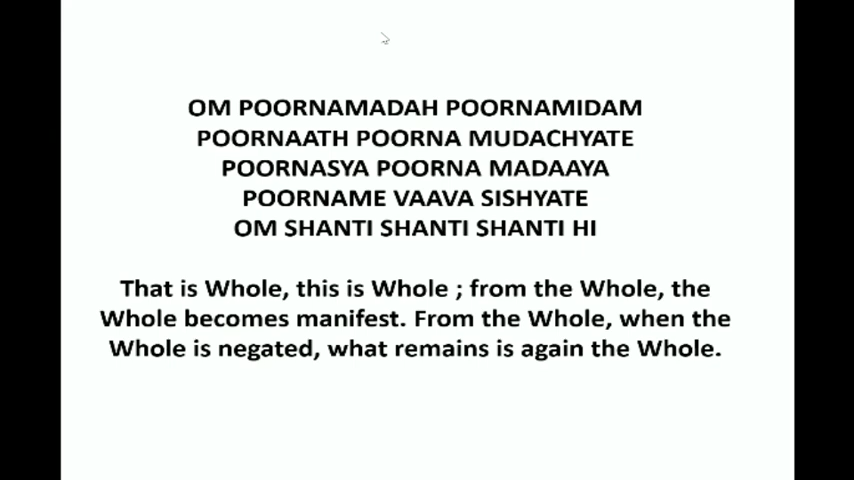 OM POORNAMADAH POORNAMIDAM
POORNAATH POORNA MUDACHYATE
POORNASYA POORNA MADAAYA
POORNAME VAAVA SISHYATE
OM SHANTI SHANTI SHANTI HI
That is Whole, this is Whole ; from the Whole, the
Whole becomes manifest. From the Whole, when the
Whole is negated, what remains is again the Whole.